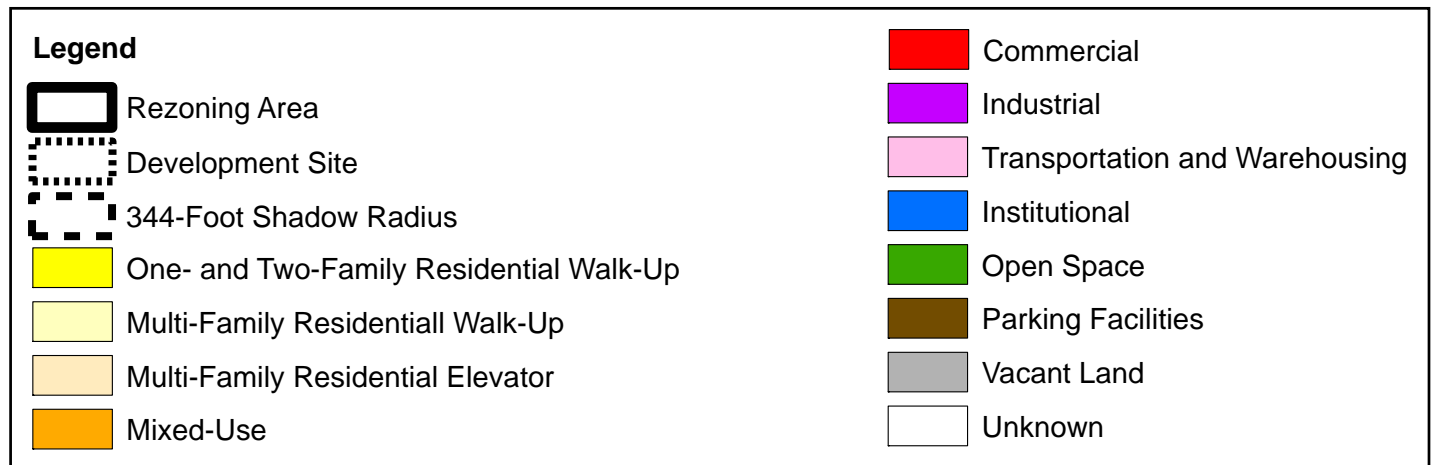 Legend
Rezoning Area
Development Site
344-Foot Shadow Radius
One- and Two-Family Residential Walk-Up
Multi-Family Residentiall Walk-Up
Multi-Family Residential Elevator
Mixed-Use
Commercial
Industrial
Transportation and Warehousing
Institutional
Open Space
Parking Facilities
Vacant Land
Unknown